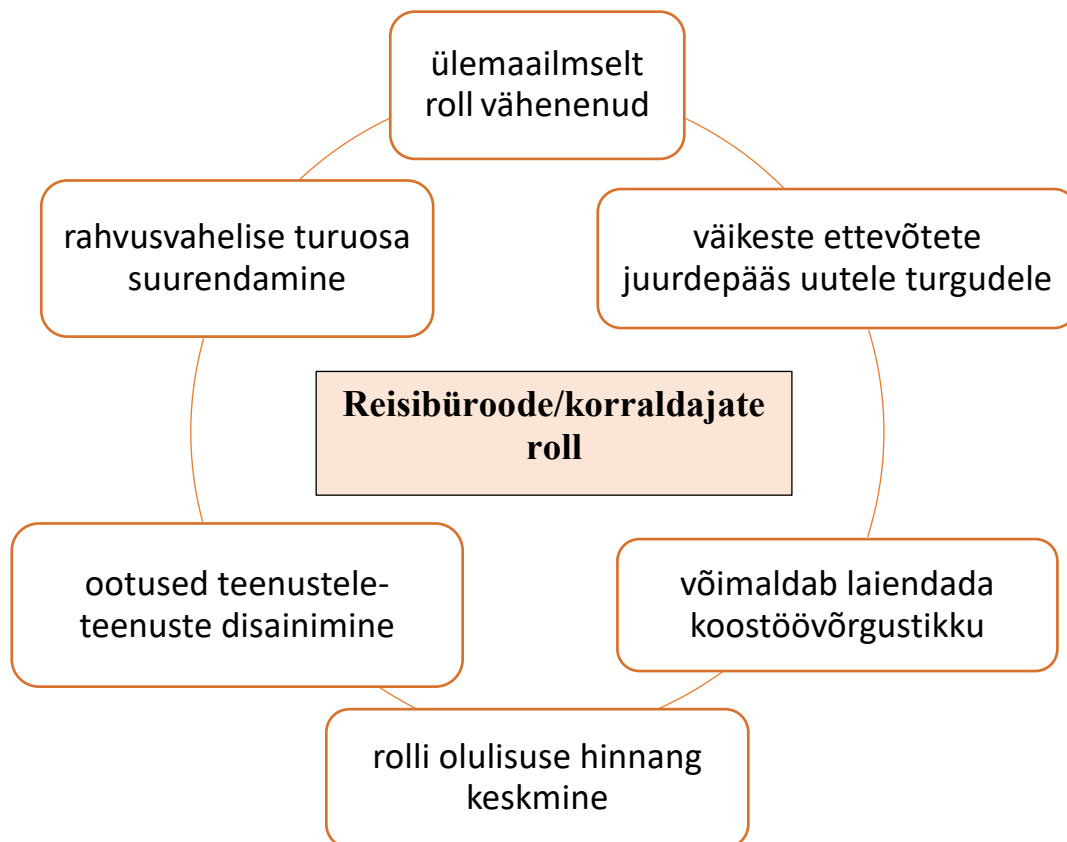 ülemaailmselt
roll vähenenud
rahvusvahelise turuosa
suurendamine
väikeste ettevõtete
juurdepääs uutele turgudele
Reisibüroode/korraldajate
roll
ootused teenustele-
teenuste disainimine
võimaldab laiendada
koostöövõrgustikku
rolli olulisuse hinnang
keskmine